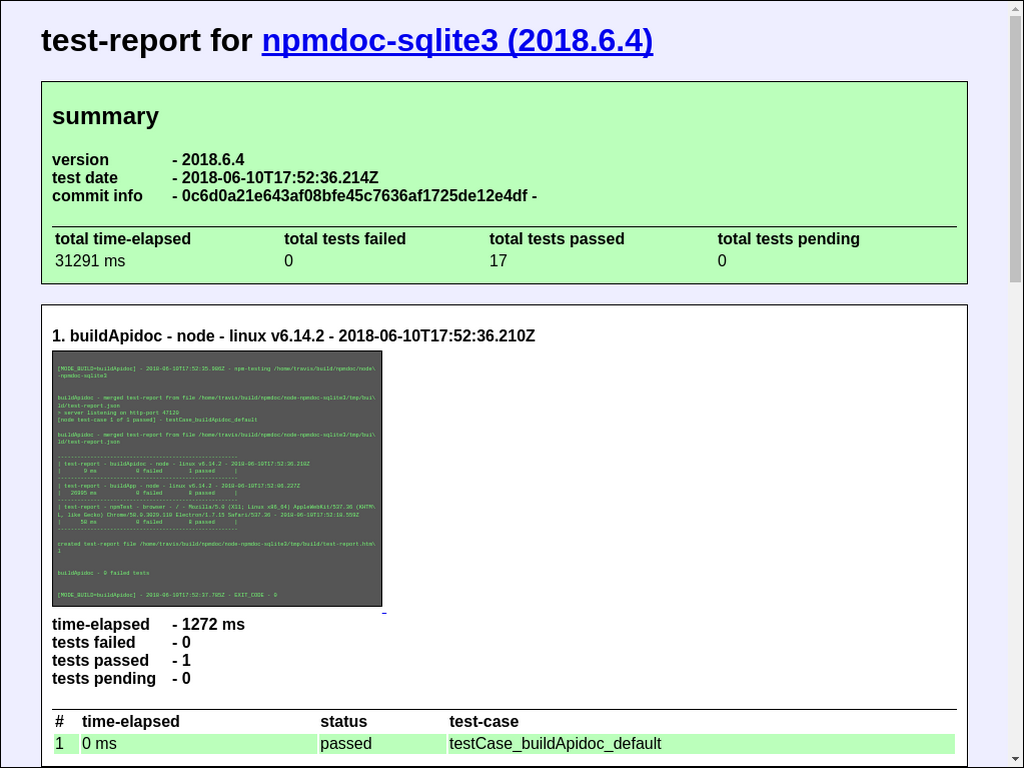 test-report for npmdoc-sqlite3 (2018.6.4)
summary
version - 2018.6.4
test date - 2018-06-10T17:52:36.214Z
commit info - 0c6d0a21e643af08bfe45c7636af1725de12e4df -
total time-elapsed total tests failed total tests passed total tests pending
31291 ms 0 17 0
1. buildApidoc - node - linux v6.14.2 - 2018-06-10T17:52:36.210Z
[MODE_BUILD=buildApidoc] - 2018-06-10T17:52:35.306Z - npm-testing /home/travis/build/npmdoc/node\
-npmdoc-sqlite3
buildApidoc - merged test-report from file /home/travis/build/npmdoc/node-npmdoc-sqlite3/tmp/bui\
ld/test-report.json
> server listening on http-port 47120
[node test-case 1 of 1 passed] - testCase_buildApidoc_default
buildApidoc - merged test-report from file /home/travis/build/npmdoc/node-npmdoc-sqlite3/tmp/bui\
ld/test-report.json
| test-report - buildApidoc - node - linux v6.14.2 - 2018-06-10T17:52:36.210Z
| 9 ms 0 failed 1 passed |
| test-report - buildApp - node - linux v6.14.2 - 2018-06-10T17:52:06.227Z
| 26995 ms 0 failed 8 passed |
| test-report - npmTest - browser - / - Mozilla/5.0 (X11; Linux x86_64) AppleWebKit/537.36 (KHTM\
L, like Gecko) Chrome/58.0.3029.110 Electron/1.7.15 Safari/537.36 - 2018-06-10T17:52:18.559Z
| 58 ms 0 failed 8 passed |
created test-report file /home/travis/build/npmdoc/node-npmdoc-sqlite3/tmp/build/test-report.htm\
l
buildApidoc - 0 failed tests
[MODE_BUILD=buildApidoc] - 2018-06-10T17:52:37.785Z - EXIT_CODE - 0
time-elapsed - 1272 ms
tests failed - 0
tests passed - 1
tests pending - 0
# time-elapsed status test-case
1 0 ms passed testCase_buildApidoc_default